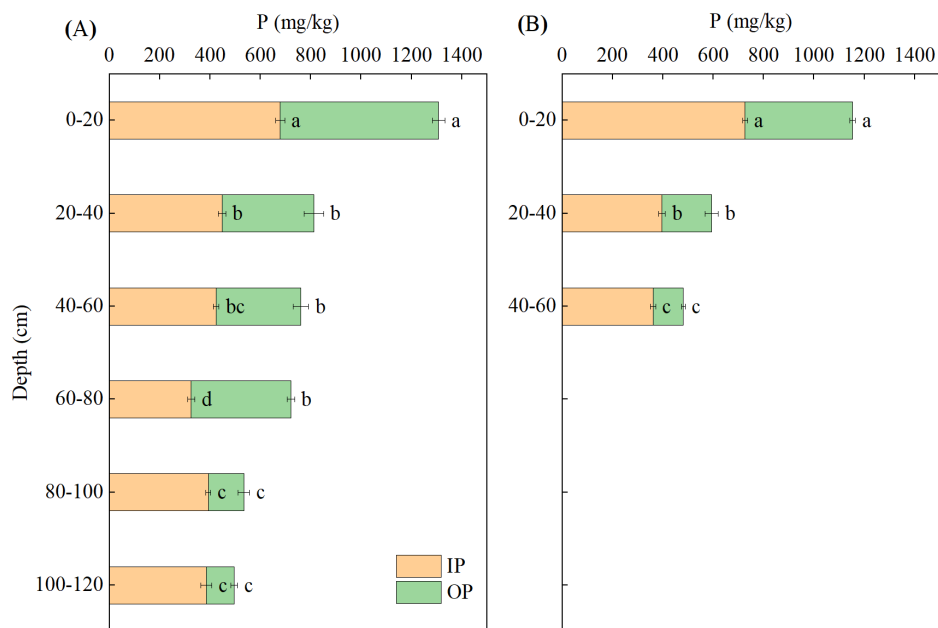 (A)
P (mg/kg)
0 200 400 600 800 1000 1200 1400
Depth (cm)
0-20 a a
20-40 b b
40-60 bc b
60-80 d b
80-100 c c
100-120 c c
IP
OP
(B)
P (mg/kg)
0 200 400 600 800 1000 1200 1400
0-20 a a
20-40 b b
40-60 c c